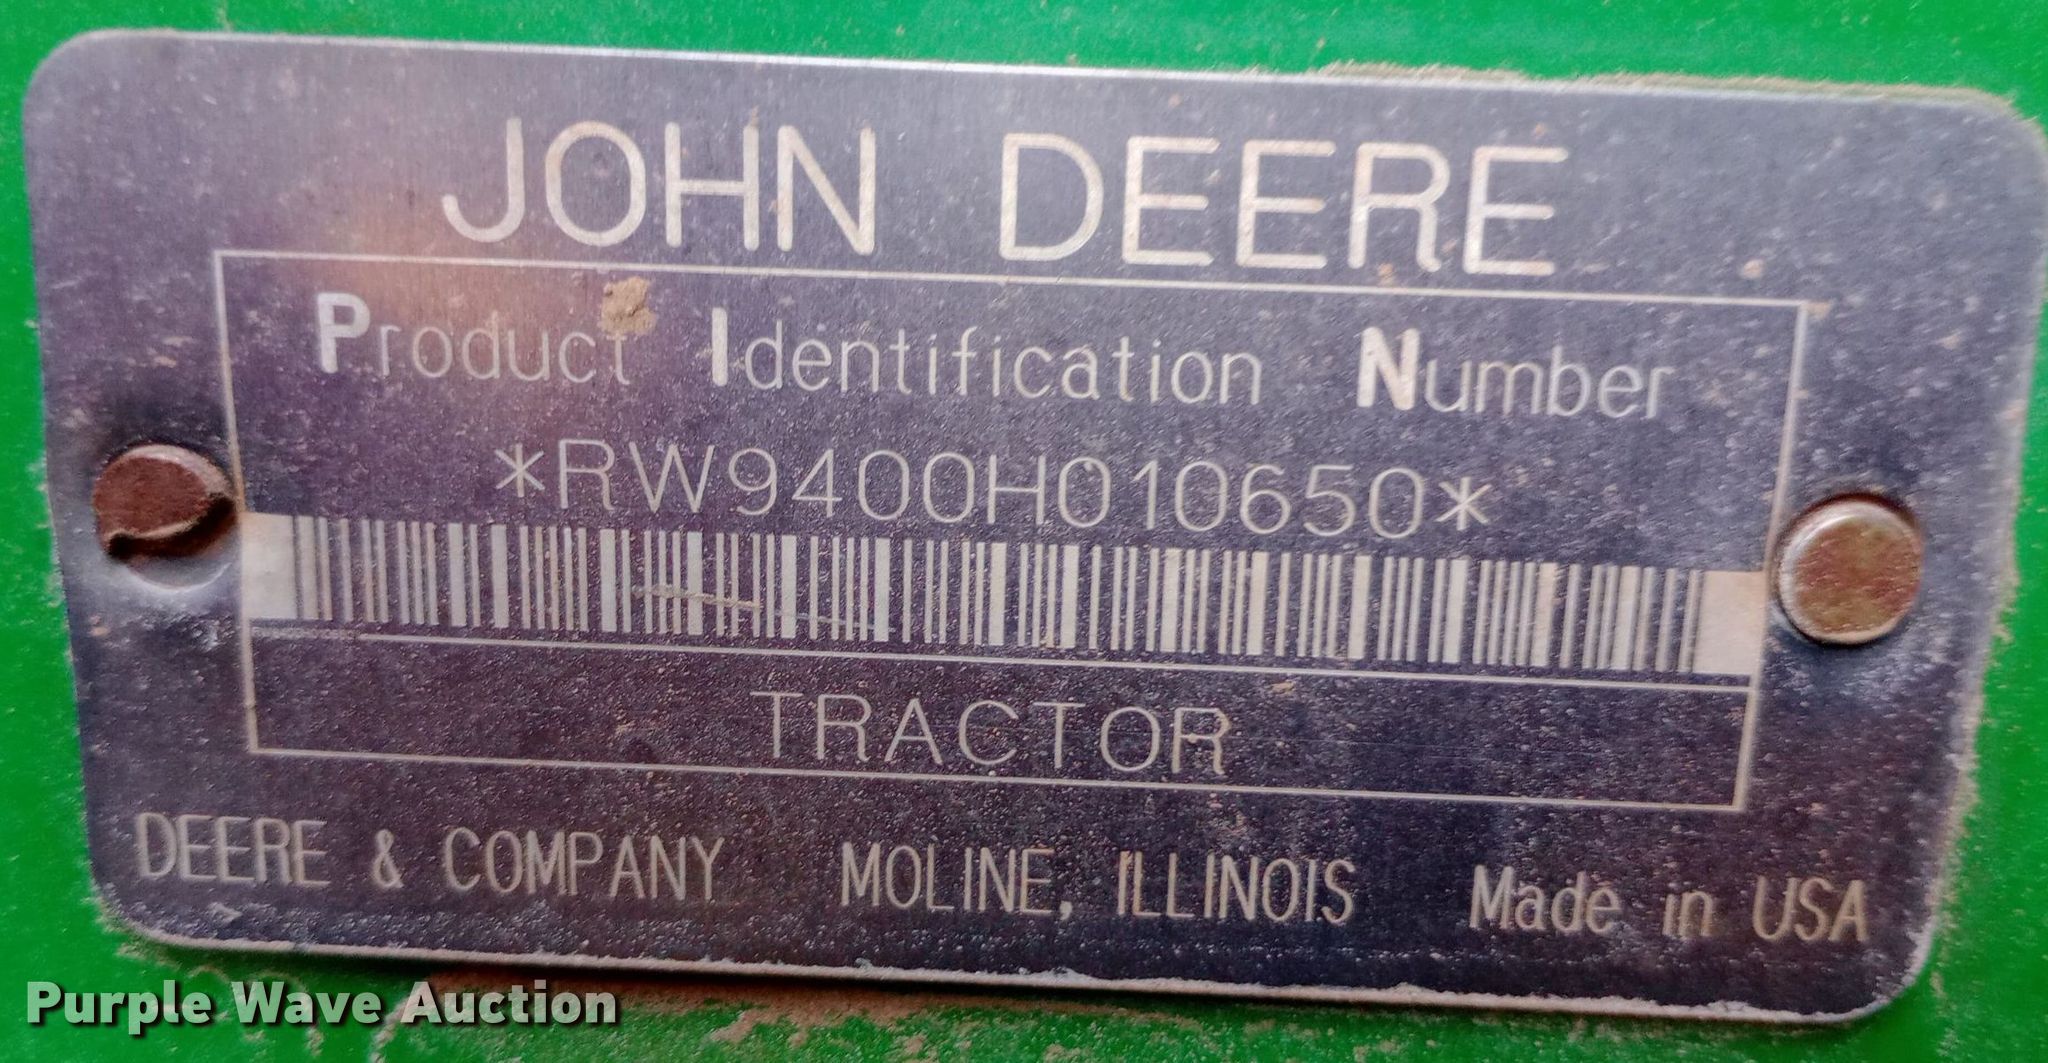 JOHN DEERE
Product Identification Number
*RW9400H010650*
TRACTOR
DEERE & COMPANY MOLINE, ILLINOIS Made in USA
Purple Wave Auction